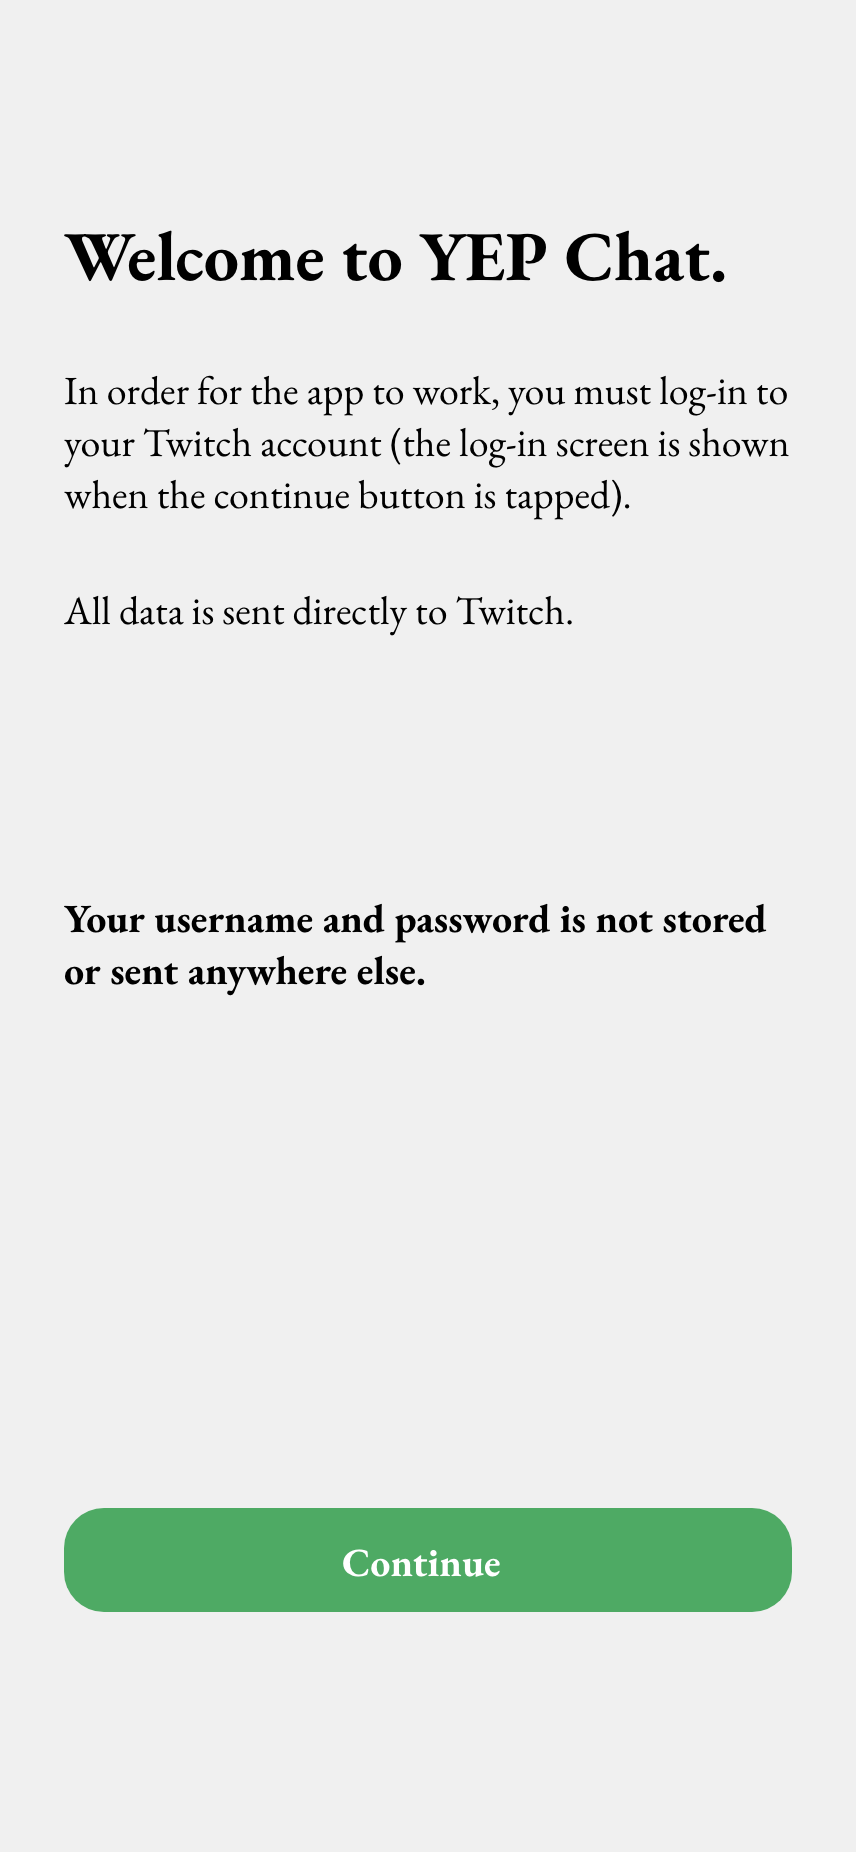 Welcome to YEP Chat.
In order for the app to work, you must log-in to
your Twitch account (the log-in screen is shown
when the continue button is tapped).
All data is sent directly to Twitch.
Your username and password is not stored
or sent anywhere else.
Continue